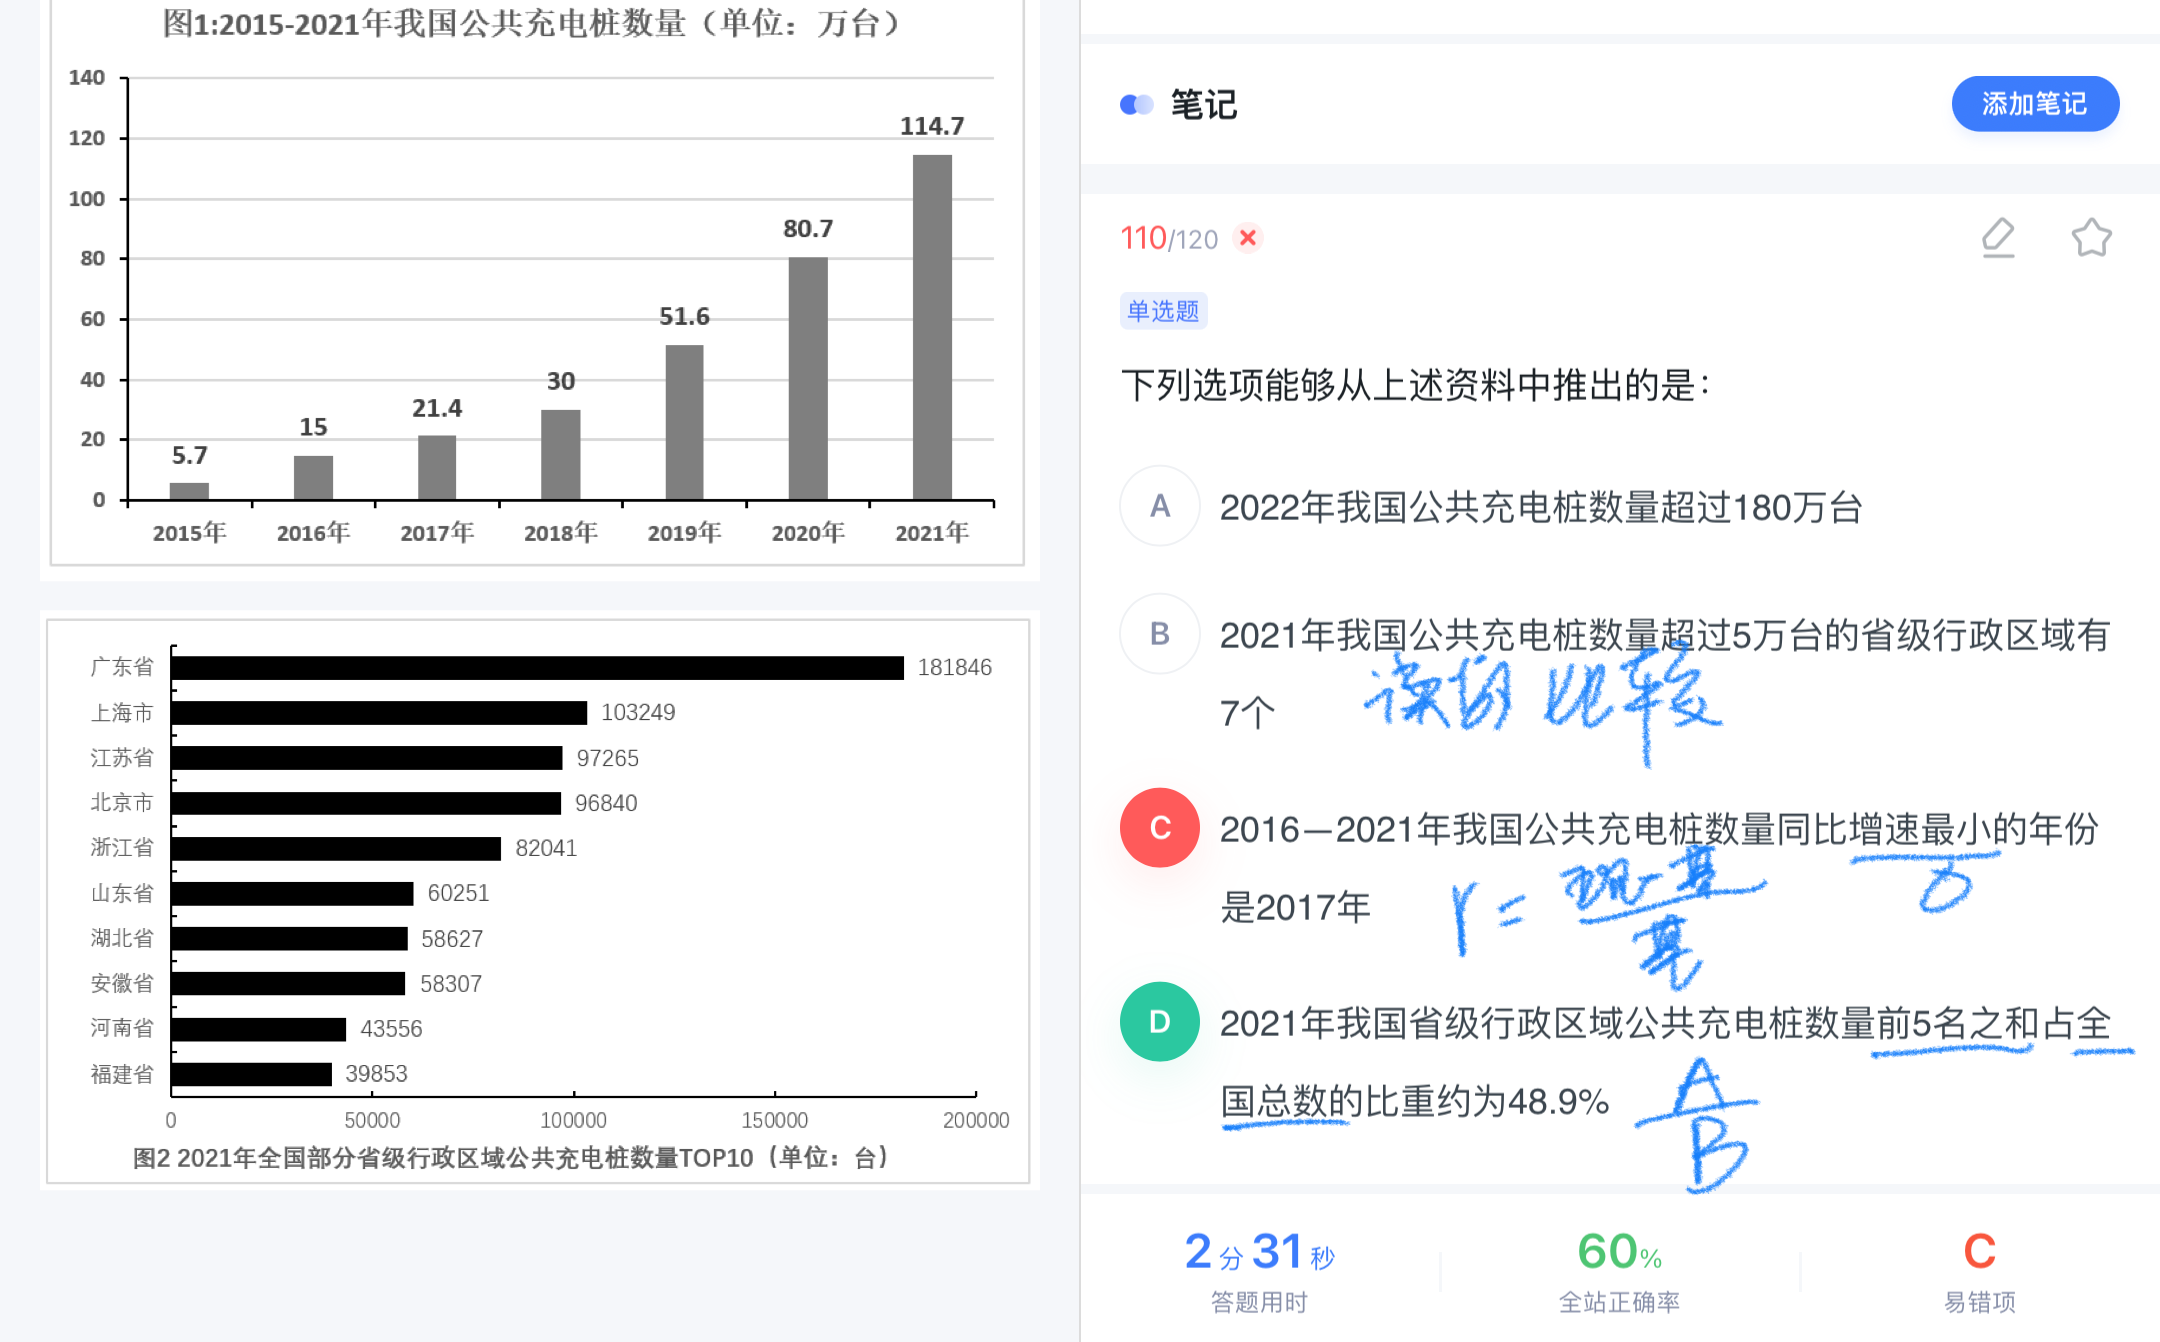 图1:2015-2021年我国公共充电桩数量（单位：万台）
140
120
100
80
60
40
20
0
5.7
15
21.4
30
51.6
80.7
114.7
2015年 2016年 2017年 2018年 2019年 2020年 2021年
广东省 181846
上海市 103249
江苏省 97265
北京市 96840
浙江省 82041
山东省 60251
湖北省 58627
安徽省 58307
河南省 43556
福建省 39853
0 50000 100000 150000 200000
图2 2021年全国部分省级行政区域公共充电桩数量TOP10（单位：台）
笔记
添加笔记
110/120
单选题
下列选项能够从上述资料中推出的是：
A 2022年我国公共充电桩数量超过180万台
B 2021年我国公共充电桩数量超过5万台的省级行政区域有
7个
读物比较
C 2016—2021年我国公共充电桩数量同比增速最小的年份
是2017年
r = 现-基
基
D 2021年我国省级行政区域公共充电桩数量前5名之和占全
国总数的比重约为48.9%
A
B
2分31秒
答题用时
60%
全站正确率
C
易错项